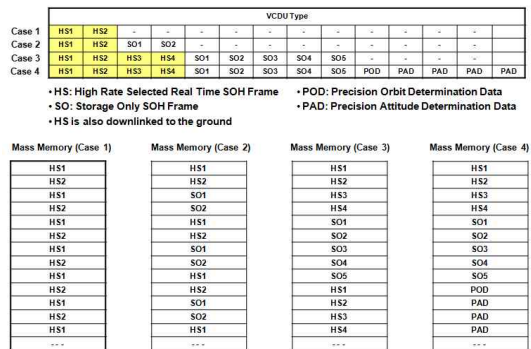 VCDU Type
Case 1 HS1 HS2 - - - - - - - - - - -
Case 2 HS1 HS2 SO1 SO2 - - - - - - - - -
Case 3 HS1 HS2 HS3 HS4 SO1 SO2 SO3 SO4 SO5 - - - -
Case 4 HS1 HS2 HS3 HS4 SO1 SO2 SO3 SO4 SO5 POD PAD PAD PAD PAD
• HS: High Rate Selected Real Time SOH Frame • POD: Precision Orbit Determination Data
• SO: Storage Only SOH Frame • PAD: Precision Attitude Determination Data
• HS is also downlinked to the ground
Mass Memory (Case 1) Mass Memory (Case 2) Mass Memory (Case 3) Mass Memory (Case 4)
HS1 HS1 HS1 HS1
HS2 HS2 HS2 HS2
HS1 SO1 HS3 HS3
HS2 SO2 HS4 HS4
HS1 HS1 SO1 SO1
HS2 HS2 SO2 SO2
HS1 SO1 SO3 SO3
HS2 SO2 SO4 SO4
HS1 HS1 SO5 SO5
HS2 HS2 HS1 POD
HS1 SO1 HS2 PAD
HS2 SO2 HS3 PAD
HS1 HS1 HS4 PAD
--- --- --- ---